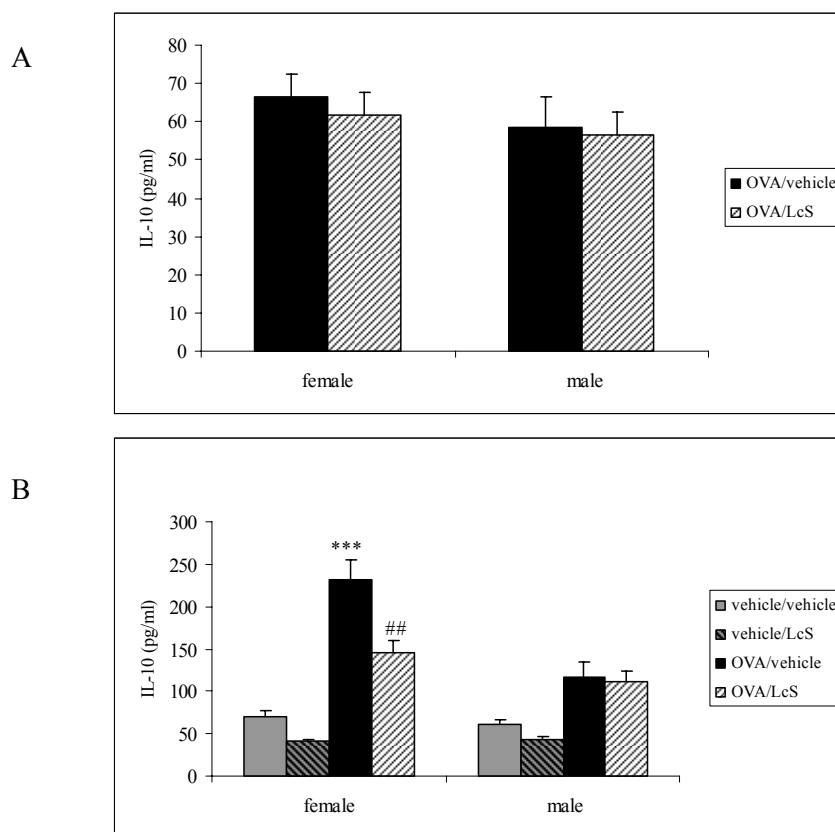 A
80
70
60
50
40
30
20
10
0
IL-10 (pg/ml)
female male
OVA/vehicle
OVA/LcS
B
300
250
200
150
100
50
0
IL-10 (pg/ml)
***
##
female male
vehicle/vehicle
vehicle/LcS
OVA/vehicle
OVA/LcS